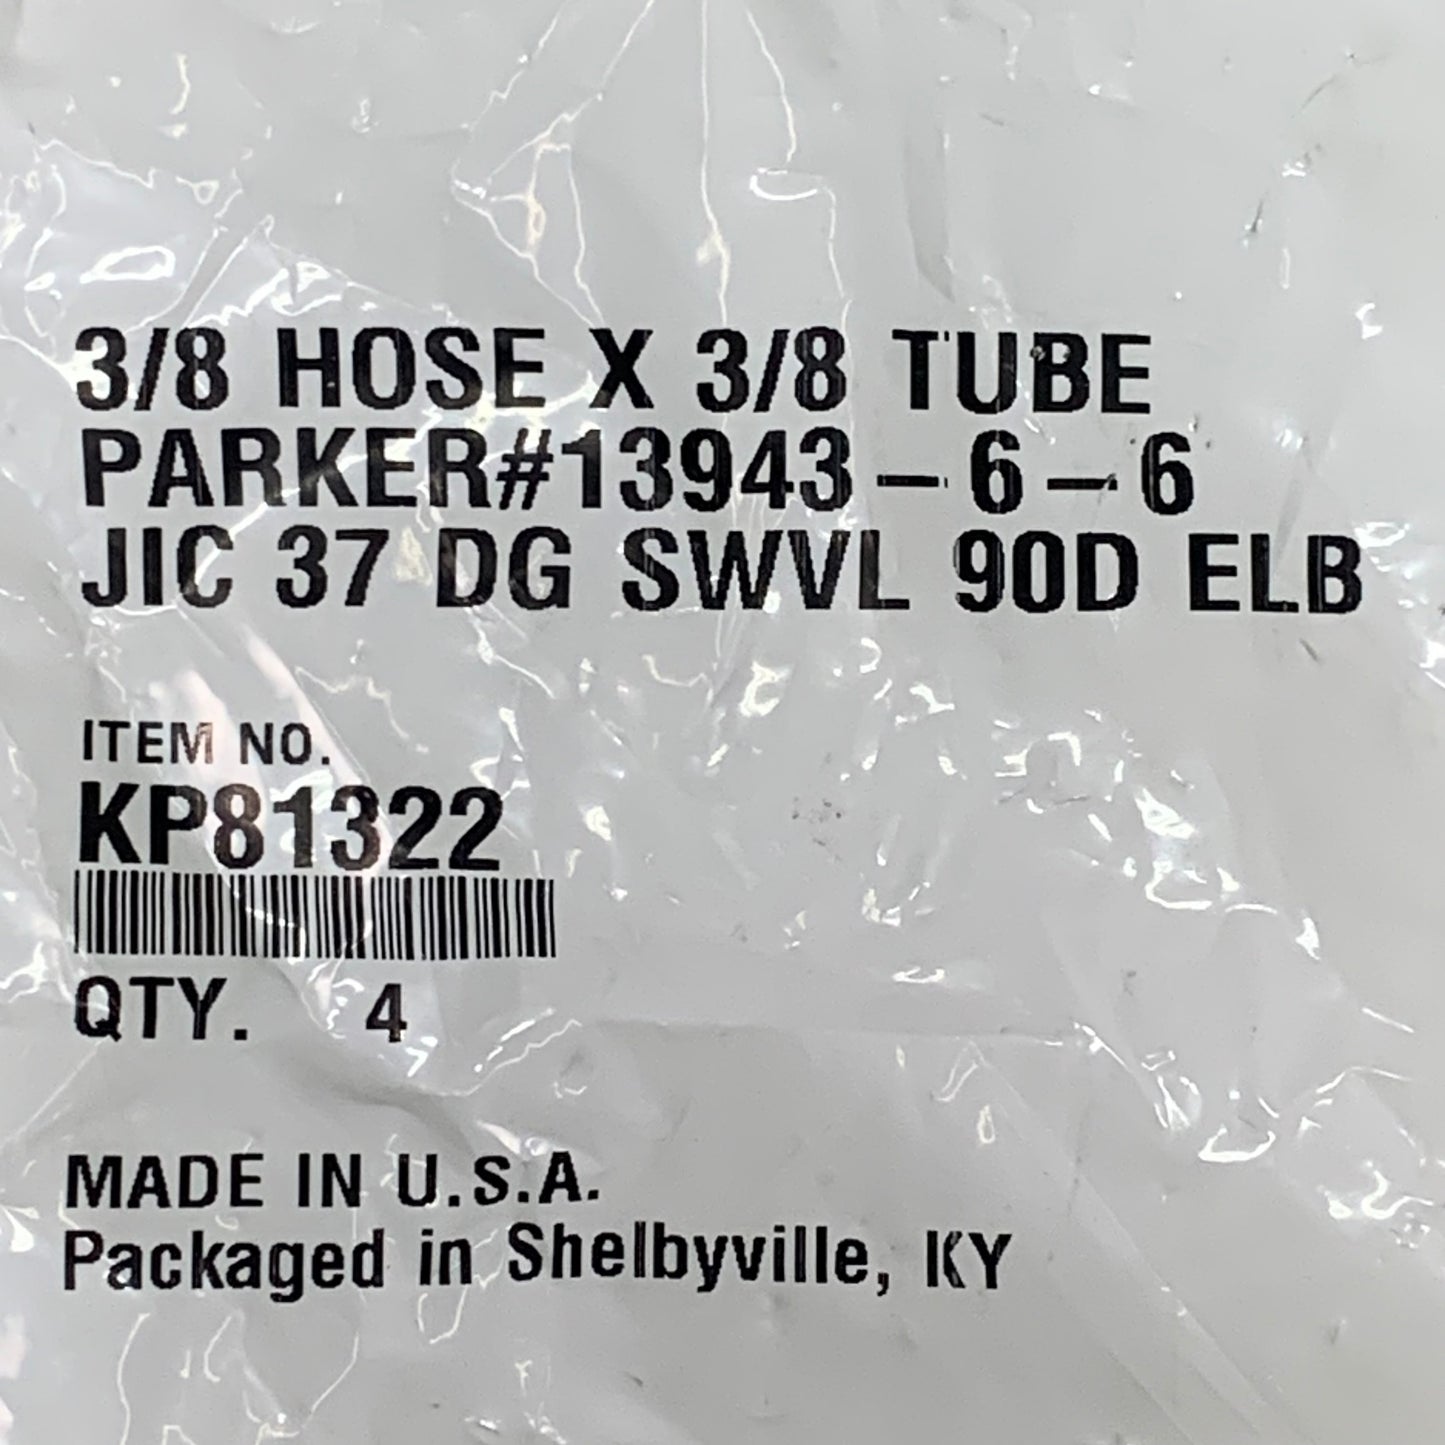 3/8 HOSE X 3/8 TUBE
PARKER#13943-6-6
JIC 37 DG SWVL 90D ELB
ITEM NO.
KP81322
QTY. 4
MADE IN U.S.A.
Packaged in Shelbyville, KY